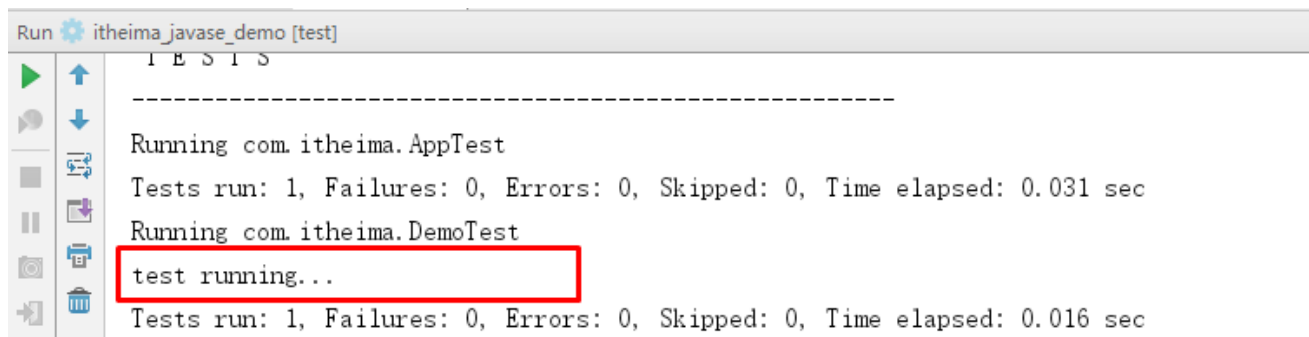 Run itheima_javase_demo [test]
T E S T S
-------------------------------------------------------
Running com.itheima.AppTest
Tests run: 1, Failures: 0, Errors: 0, Skipped: 0, Time elapsed: 0.031 sec
Running com.itheima.DemoTest
test running...
Tests run: 1, Failures: 0, Errors: 0, Skipped: 0, Time elapsed: 0.016 sec